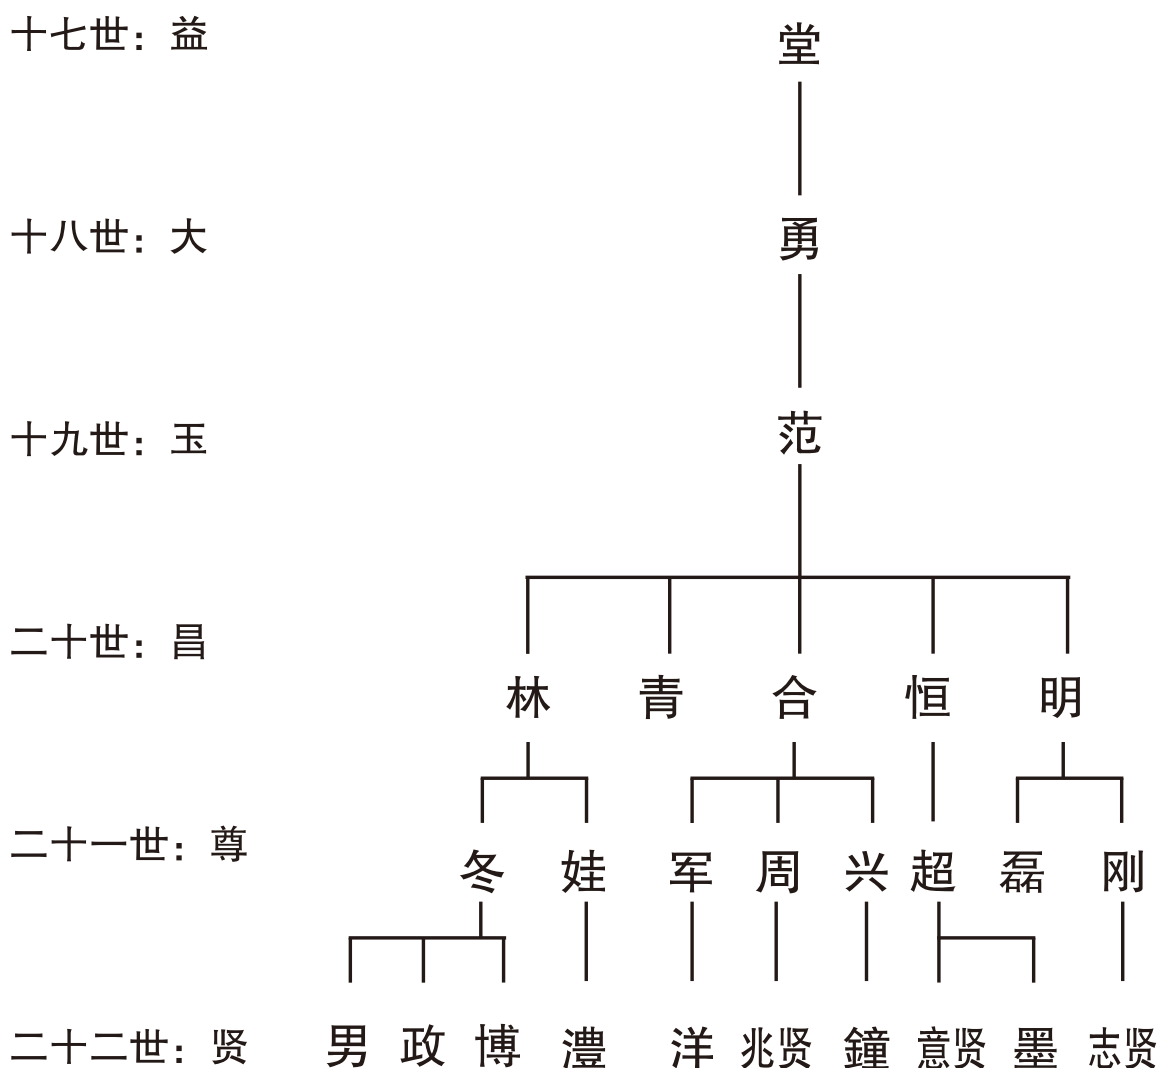 十七世：益 堂
十八世：大 勇
十九世：玉 范
二十世：昌 林 青 合 恒 明
二十一世：尊 冬 娃 军 周 兴 超 磊 刚
二十二世：贤 男 政 博 澧 洋 兆贤 鐘 意贤 墨 志贤